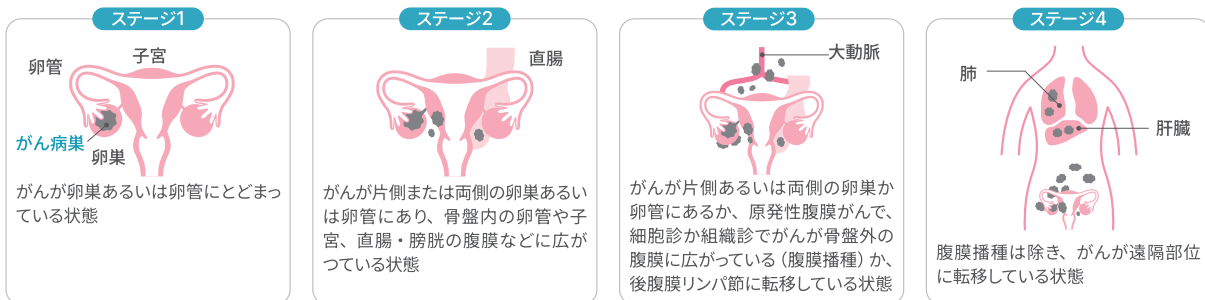 ステージ1
子宮
卵管
がん病巣
卵巣
がんが卵巣あるいは卵管にとどまっ
ている状態
ステージ2
直腸
がんが片側または両側の卵巣あるい
は卵管にあり、骨盤内の卵管や子
宮、直腸・膀胱の腹膜などに広が
つている状態
ステージ3
大動脈
がんが片側あるいは両側の卵巣か
卵管にあるか、原発性腹膜がんで、
細胞診か組織診でがんが骨盤外の
腹膜に広がっている（腹膜播種）か、
後腹膜リンパ節に転移している状態
ステージ4
肺
肝臓
腹膜播種は除き、がんが遠隔部位
に転移している状態